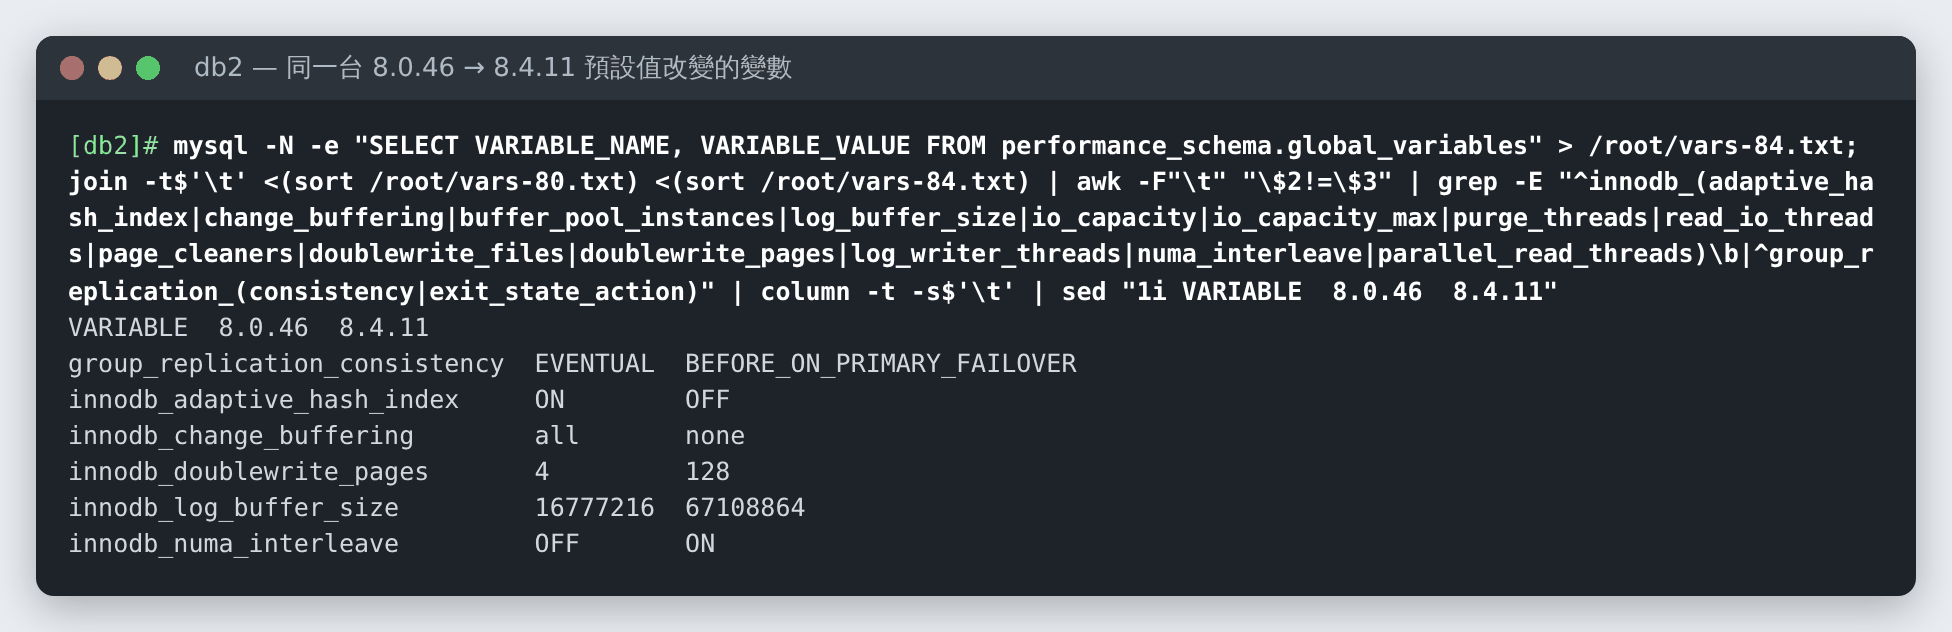 db2 — 同一台 8.0.46 → 8.4.11 預設值改變的變數
[db2]# mysql -N -e "SELECT VARIABLE_NAME, VARIABLE_VALUE FROM performance_schema.global_variables" > /root/vars-84.txt;
join -t$'\t' <(sort /root/vars-80.txt) <(sort /root/vars-84.txt) | awk -F"\t" "\$2!=\$3" | grep -E "^innodb_(adaptive_ha
sh_index|change_buffering|buffer_pool_instances|log_buffer_size|io_capacity|io_capacity_max|purge_threads|read_io_thread
s|page_cleaners|doublewrite_files|doublewrite_pages|log_writer_threads|numa_interleave|parallel_read_threads)\b|^group_r
eplication_(consistency|exit_state_action)" | column -t -s$'\t' | sed "1i VARIABLE  8.0.46  8.4.11"
VARIABLE  8.0.46  8.4.11
group_replication_consistency  EVENTUAL  BEFORE_ON_PRIMARY_FAILOVER
innodb_adaptive_hash_index     ON        OFF
innodb_change_buffering        all       none
innodb_doublewrite_pages       4         128
innodb_log_buffer_size         16777216  67108864
innodb_numa_interleave         OFF       ON